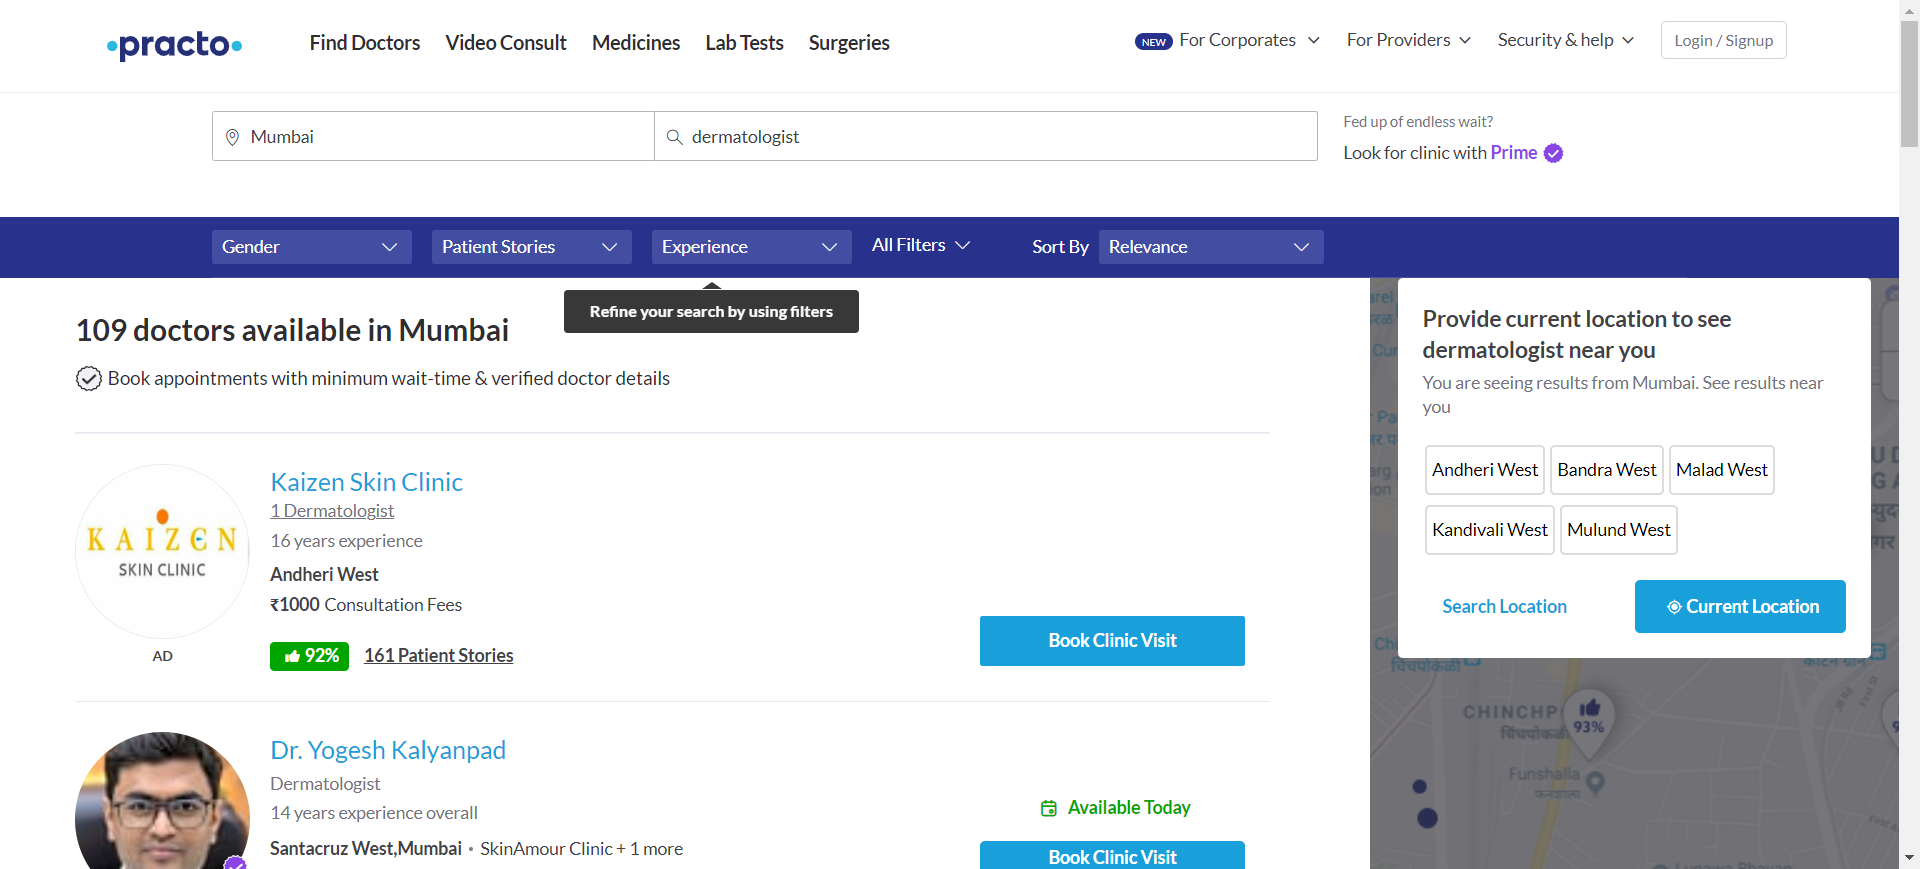 practo
Find Doctors
Video Consult
Medicines
Lab Tests
Surgeries
NEW For Corporates
For Providers
Security & help
Login / Signup
Mumbai
dermatologist
Fed up of endless wait?
Look for clinic with Prime
Gender
Patient Stories
Experience
All Filters
Sort By
Relevance
Refine your search by using filters
109 doctors available in Mumbai
Book appointments with minimum wait-time & verified doctor details
KAIZEN
SKIN CLINIC
AD
Kaizen Skin Clinic
1 Dermatologist
16 years experience
Andheri West
₹1000 Consultation Fees
92%
161 Patient Stories
Book Clinic Visit
Dr. Yogesh Kalyanpad
Dermatologist
14 years experience overall
Santacruz West,Mumbai • SkinAmour Clinic + 1 more
Available Today
Book Clinic Visit
Provide current location to see
dermatologist near you
You are seeing results from Mumbai. See results near
you
Andheri West
Bandra West
Malad West
Kandivali West
Mulund West
Search Location
Current Location
चिंचपोकळी
93%
Funshalla
फनशाला
JB Rd
First St